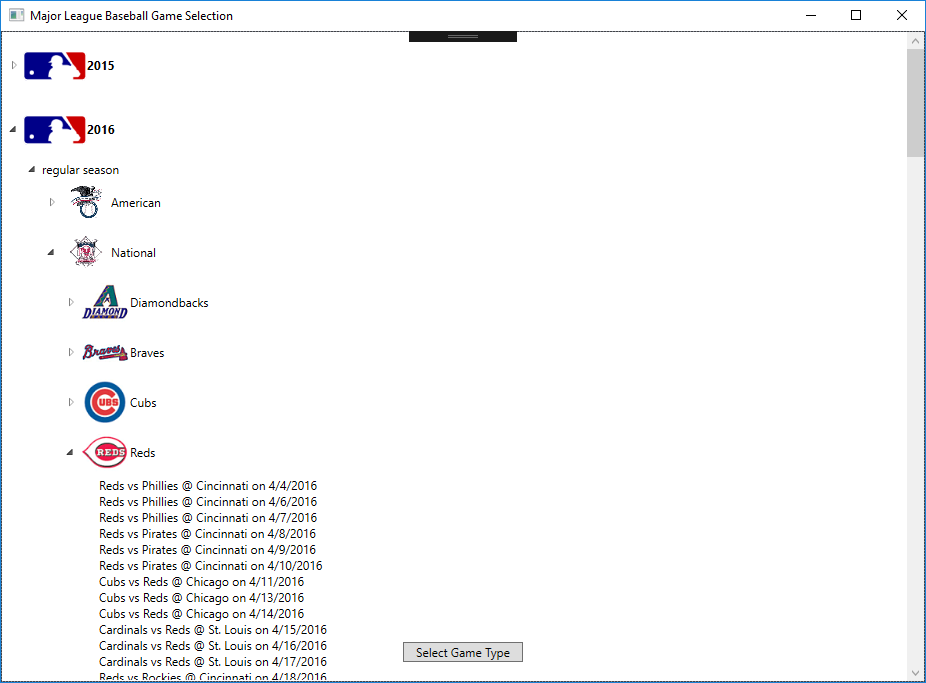 Major League Baseball Game Selection
2015
2016
regular season
American
National
DIAMOND
Diamondbacks
Braves
Braves
CUBS
Cubs
REDS
Reds
Reds vs Phillies @ Cincinnati on 4/4/2016
Reds vs Phillies @ Cincinnati on 4/6/2016
Reds vs Phillies @ Cincinnati on 4/7/2016
Reds vs Pirates @ Cincinnati on 4/8/2016
Reds vs Pirates @ Cincinnati on 4/9/2016
Reds vs Pirates @ Cincinnati on 4/10/2016
Cubs vs Reds @ Chicago on 4/11/2016
Cubs vs Reds @ Chicago on 4/13/2016
Cubs vs Reds @ Chicago on 4/14/2016
Cardinals vs Reds @ St. Louis on 4/15/2016
Cardinals vs Reds @ St. Louis on 4/16/2016
Cardinals vs Reds @ St. Louis on 4/17/2016
Reds vs Rockies @ Cincinnati on 4/18/2016
Select Game Type